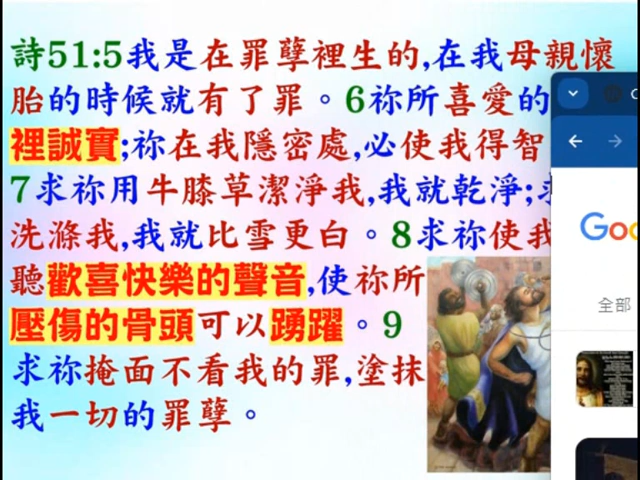 詩51:5我是在罪孽裡生的,在我母親懷
胎的時候就有了罪。6祢所喜愛的
裡誠實;祢在我隱密處,必使我得智
7求祢用牛膝草潔淨我,我就乾淨;求
洗滌我,我就比雪更白。8求祢使我
聽歡喜快樂的聲音,使祢所
壓傷的骨頭可以踴躍。9
求祢掩面不看我的罪,塗抹
我一切的罪孽。
Goo
全部